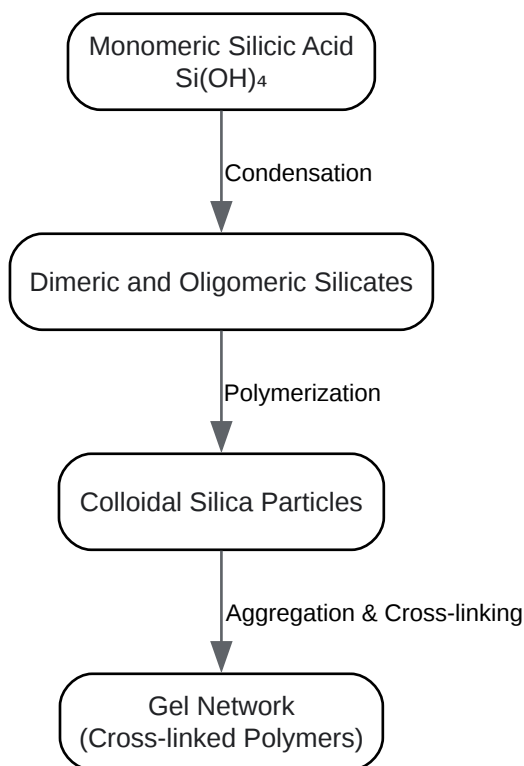 Monomeric Silicic Acid
Si(OH)₄
Condensation
Dimeric and Oligomeric Silicates
Polymerization
Colloidal Silica Particles
Aggregation & Cross-linking
Gel Network
(Cross-linked Polymers)